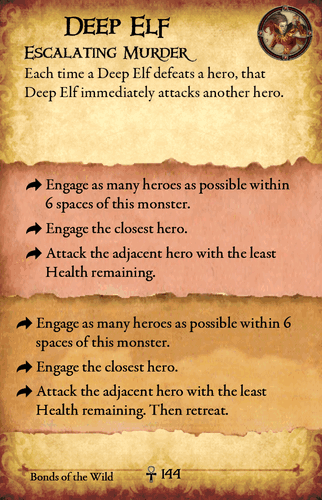 Deep Elf
Escalating Murder
Each time a Deep Elf defeats a hero, that
Deep Elf immediately attacks another hero.
Engage as many heroes as possible within
6 spaces of this monster.
Engage the closest hero.
Attack the adjacent hero with the least
Health remaining.
Engage as many heroes as possible within 6
spaces of this monster.
Engage the closest hero.
Attack the adjacent hero with the least
Health remaining. Then retreat.
Bonds of the Wild 144